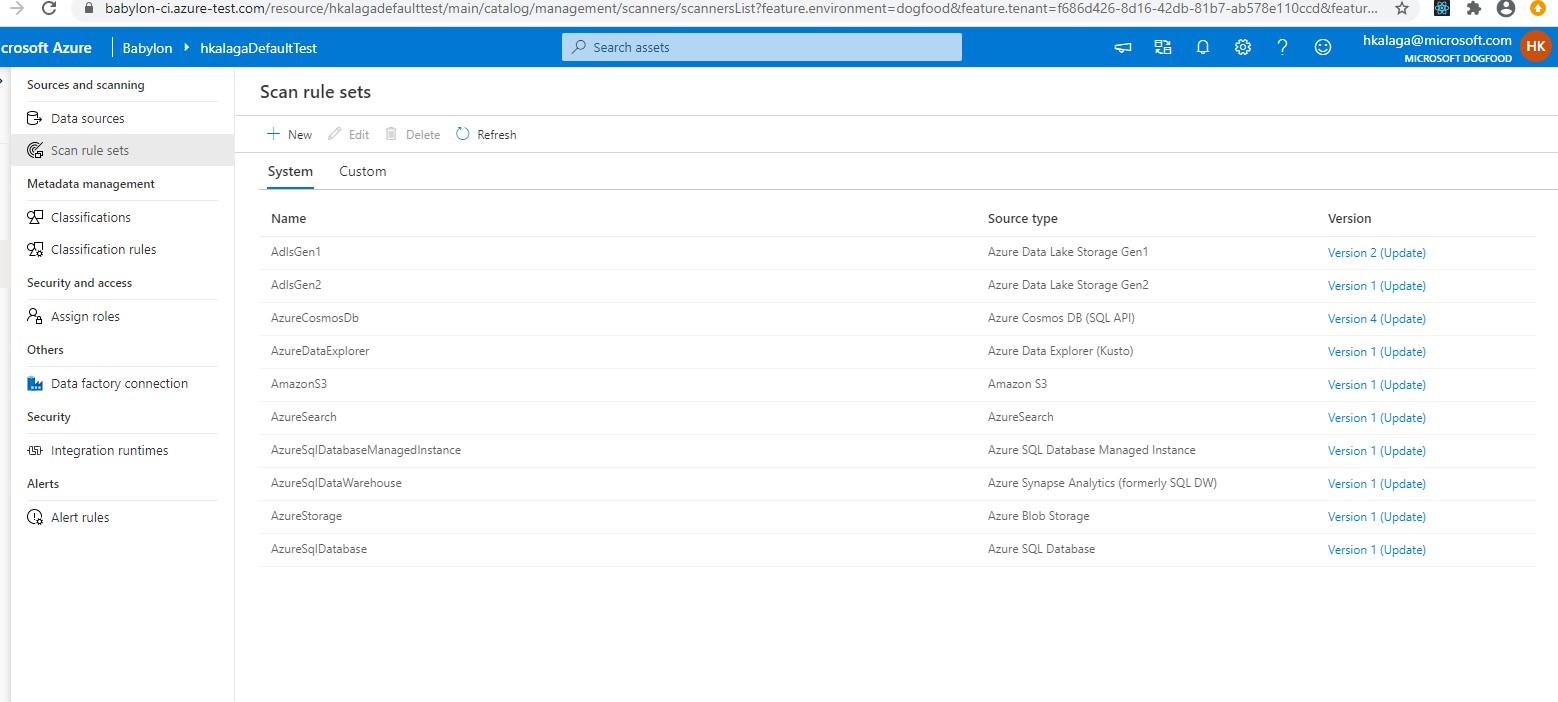 babylon-ci.azure-test.com/resource/hkalagadefaulttest/main/catalog/management/scanners/scannersList?feature.environment=dogfood&feature.tenant=f686d426-8d16-42db-81b7-ab578e110ccd&featur...
crosoft Azure Babylon hkalagaDefaultTest Search assets ? hkalaga@microsoft.com HK
MICROSOFT DOGFOOD
Sources and scanning
Data sources
Scan rule sets
Metadata management
Classifications
Classification rules
Security and access
Assign roles
Others
Data factory connection
Security
Integration runtimes
Alerts
Alert rules
Scan rule sets
New Edit Delete Refresh
System Custom
Name Source type Version
AdlsGen1 Azure Data Lake Storage Gen1 Version 2 (Update)
AdlsGen2 Azure Data Lake Storage Gen2 Version 1 (Update)
AzureCosmosDb Azure Cosmos DB (SQL API) Version 4 (Update)
AzureDataExplorer Azure Data Explorer (Kusto) Version 1 (Update)
AmazonS3 Amazon S3 Version 1 (Update)
AzureSearch AzureSearch Version 1 (Update)
AzureSqlDatabaseManagedInstance Azure SQL Database Managed Instance Version 1 (Update)
AzureSqlDataWarehouse Azure Synapse Analytics (formerly SQL DW) Version 1 (Update)
AzureStorage Azure Blob Storage Version 1 (Update)
AzureSqlDatabase Azure SQL Database Version 1 (Update)